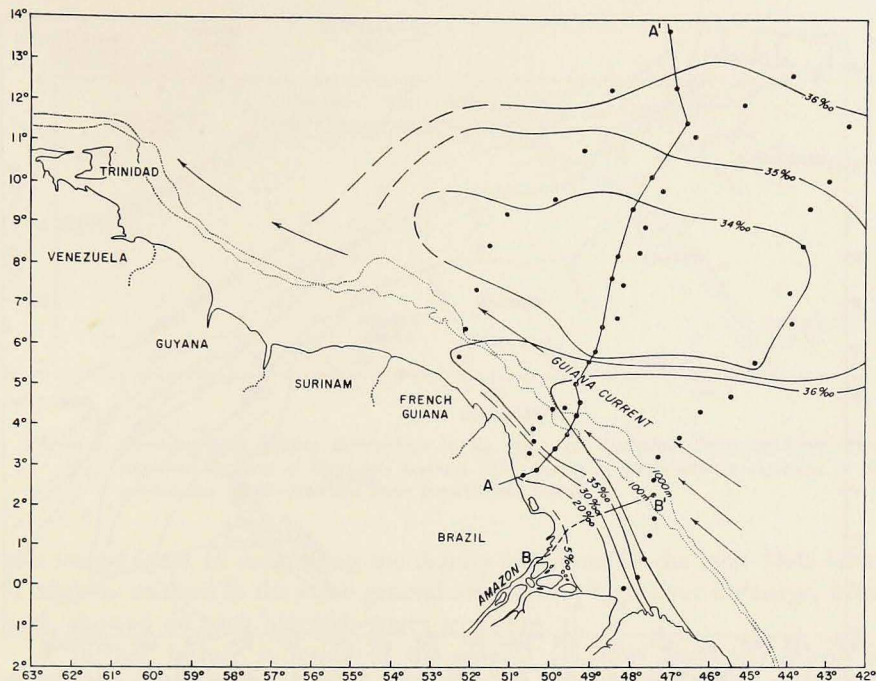 14°
13°
12°
11°
10°
9°
8°
7°
6°
5°
4°
3°
2°
1°
0°
1°
2°
63° 62° 61° 60° 59° 58° 57° 56° 55° 54° 53° 52° 51° 50° 49° 48° 47° 46° 45° 44° 43° 42°
A'
36‰
35‰
34‰
TRINIDAD
VENEZUELA
GUYANA
SURINAM
FRENCH
GUIANA
GUIANA CURRENT
36‰
A
35‰
30‰
20‰
100m
1000m
B'
BRAZIL
B
5‰
AMAZON